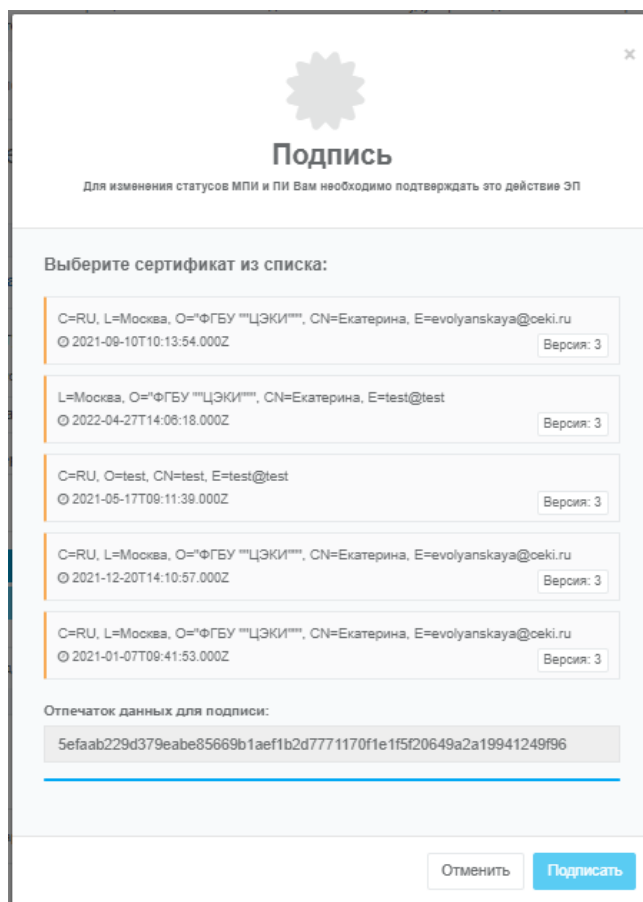 Подпись
Для изменения статусов МПИ и ПИ Вам необходимо подтверждать это действие ЭП
Выберите сертификат из списка:
C=RU, L=Москва, O="ФГБУ ""ЦЭКИ""", CN=Екатерина, E=evolyanskaya@ceki.ru
2021-09-10T10:13:54.000Z
Версия: 3
L=Москва, O="ФГБУ ""ЦЭКИ""", CN=Екатерина, E=test@test
2022-04-27T14:06:18.000Z
Версия: 3
C=RU, O=test, CN=test, E=test@test
2021-05-17T09:11:39.000Z
Версия: 3
C=RU, L=Москва, O="ФГБУ ""ЦЭКИ""", CN=Екатерина, E=evolyanskaya@ceki.ru
2021-12-20T14:10:57.000Z
Версия: 3
C=RU, L=Москва, O="ФГБУ ""ЦЭКИ""", CN=Екатерина, E=evolyanskaya@ceki.ru
2021-01-07T09:41:53.000Z
Версия: 3
Отпечаток данных для подписи:
5efaab229d379eabe85669b1aef1b2d7771170f1e1f5f20649a2a19941249f96
Отменить
Подписать